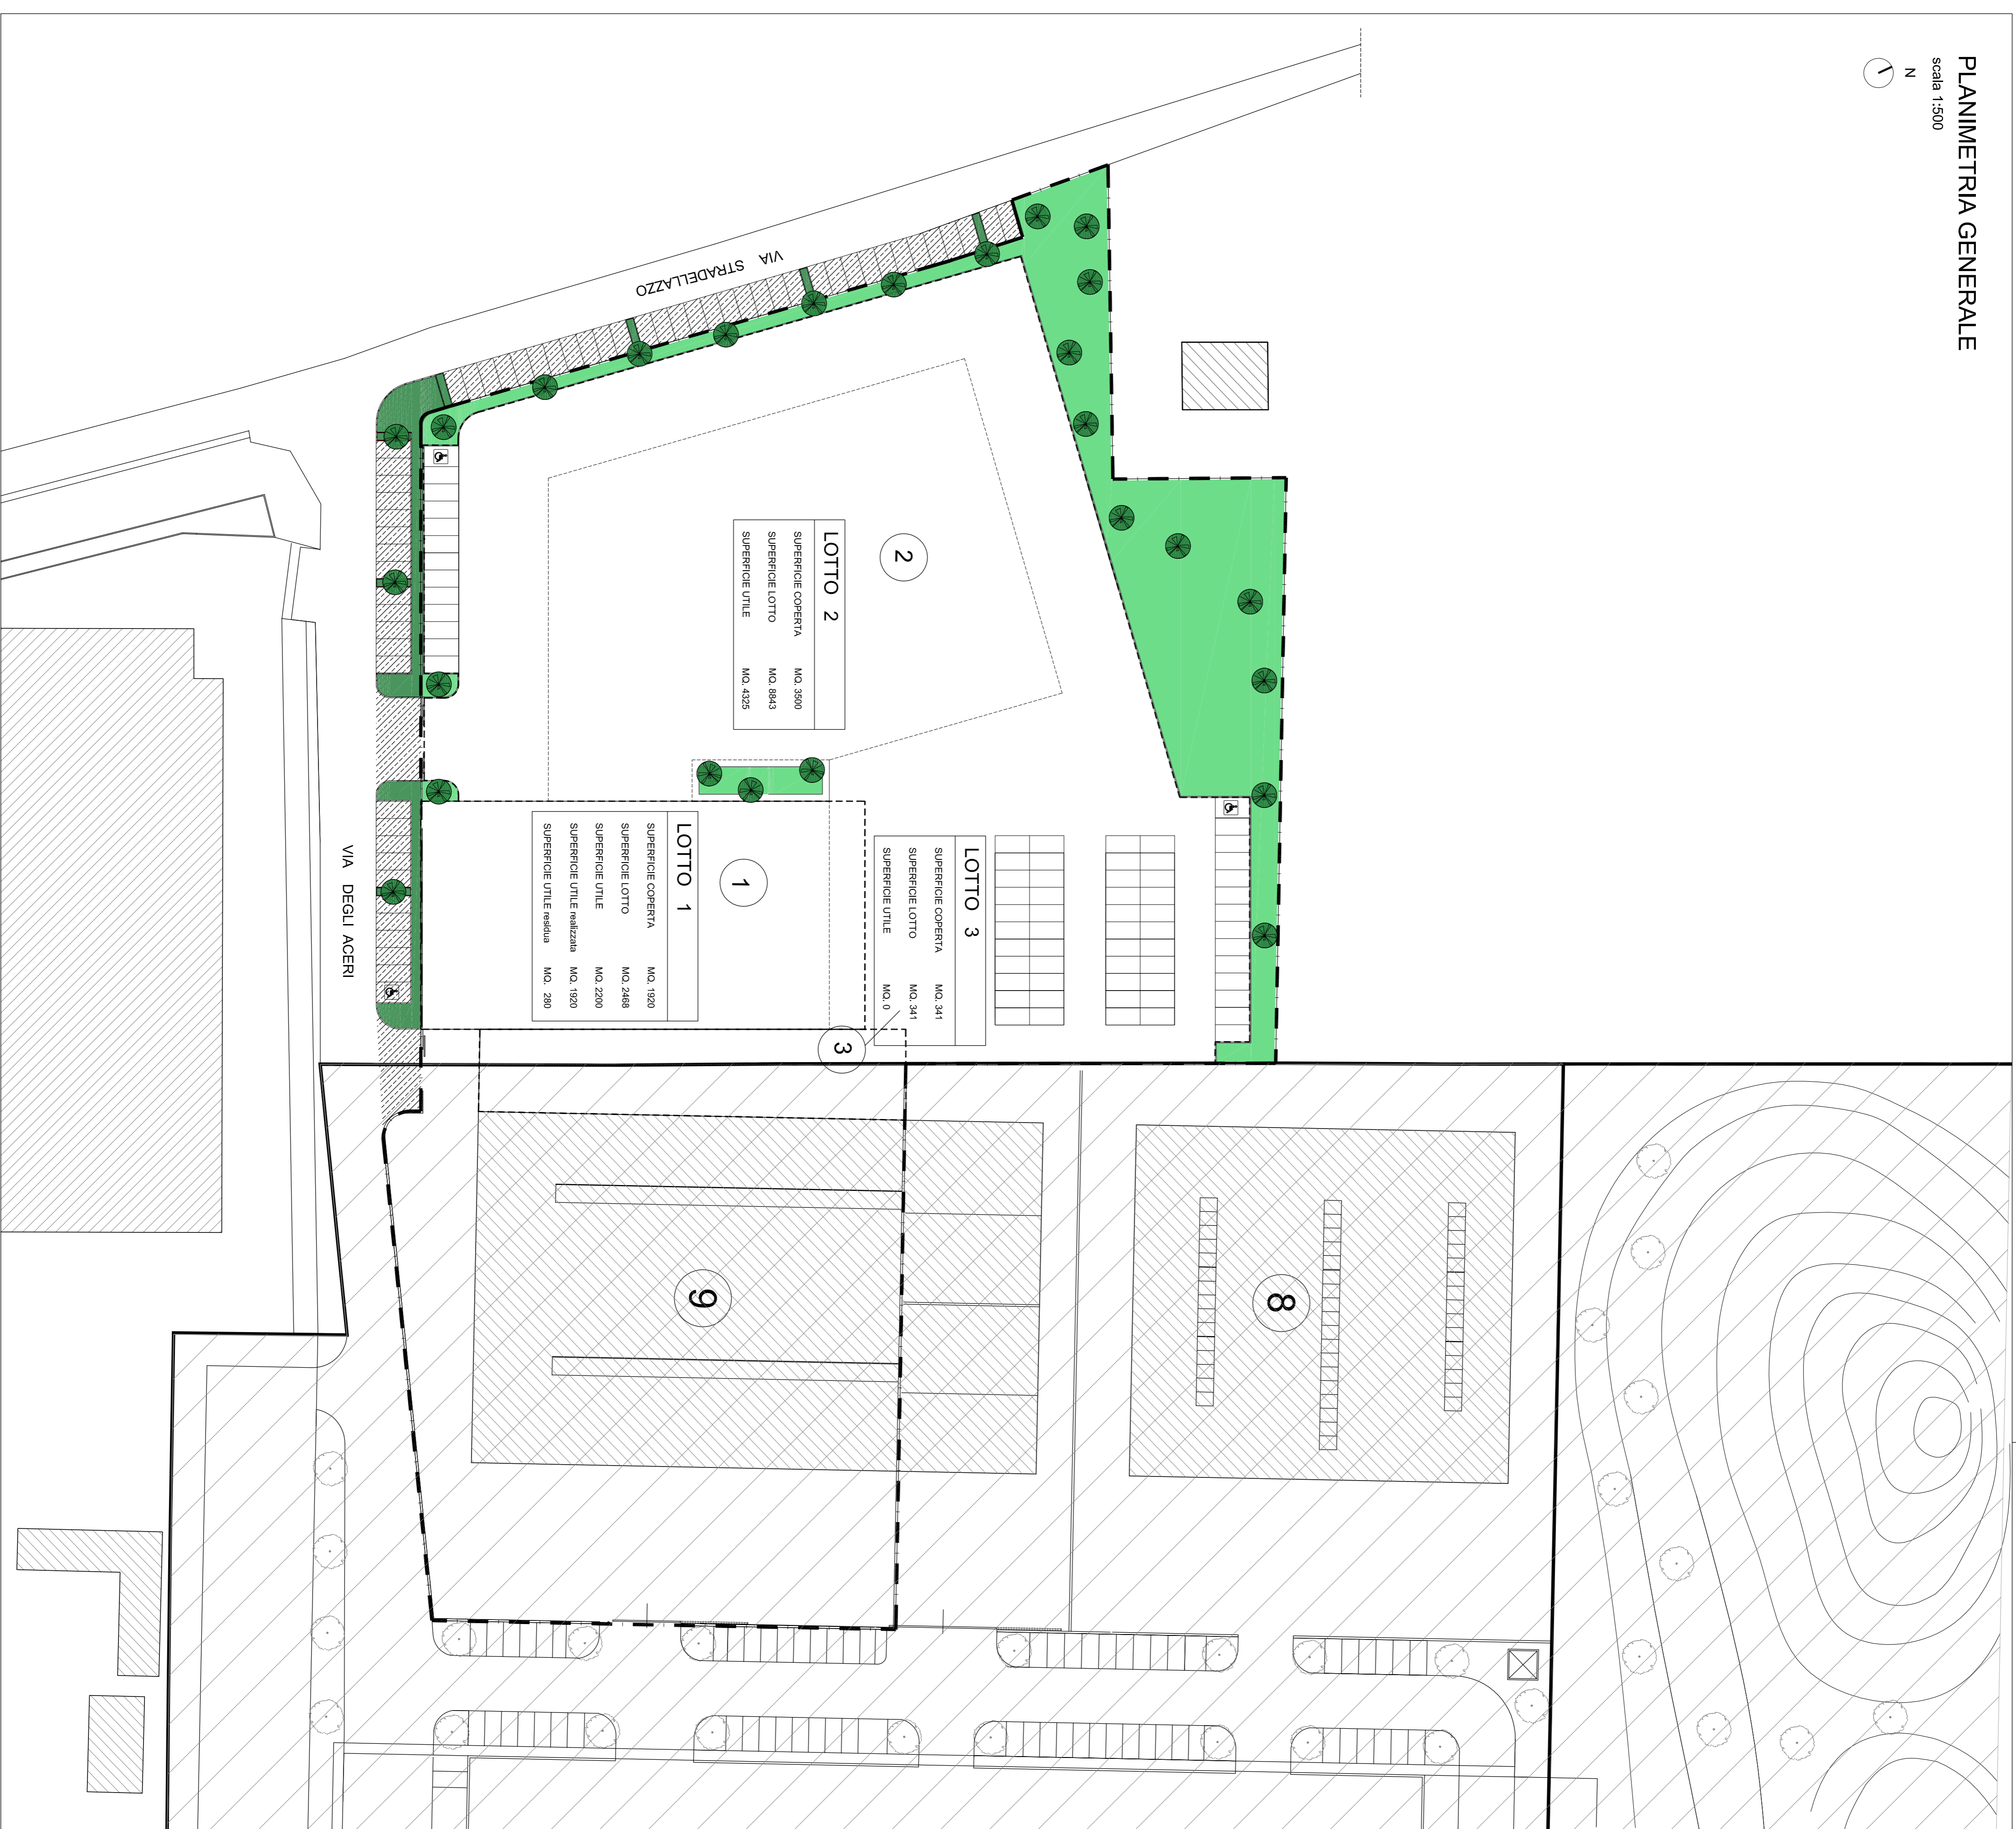 PLANIMETRIA GENERALE
scala 1:500
N
VIA STRADELLAZZO
2
LOTTO 2
SUPERFICIE COPERTA MQ. 3500
SUPERFICIE LOTTO MQ. 8843
SUPERFICIE UTILE MQ. 4325
LOTTO 3
SUPERFICIE COPERTA MQ. 341
SUPERFICIE LOTTO MQ. 341
SUPERFICIE UTILE MQ. 0
3
1
LOTTO 1
SUPERFICIE COPERTA MQ. 1920
SUPERFICIE LOTTO MQ. 2468
SUPERFICIE UTILE MQ. 2200
SUPERFICIE UTILE realizzata MQ. 1920
SUPERFICIE UTILE residua MQ. 280
VIA DEGLI ACERI
8
9